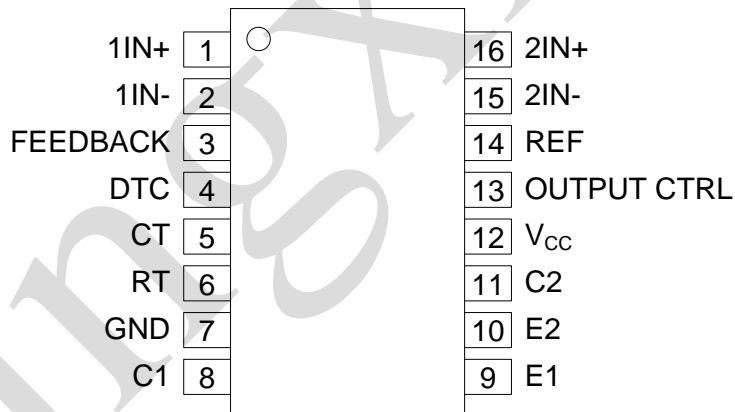 1IN+ 1 16 2IN+
1IN- 2 15 2IN-
FEEDBACK 3 14 REF
DTC 4 13 OUTPUT CTRL
CT 5 12 VCC
RT 6 11 C2
GND 7 10 E2
C1 8 9 E1